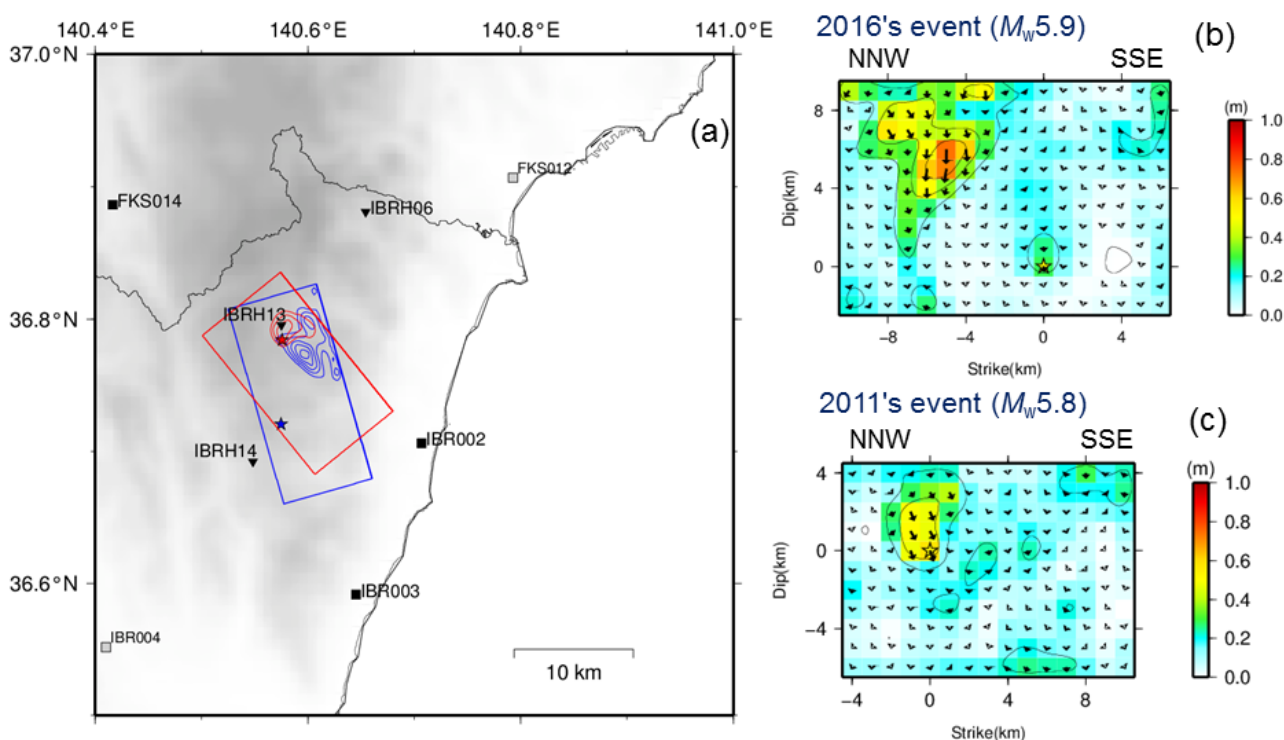 140.4°E
140.6°
140.8°
141.0°
37.0°N
36.8°N
36.6°N
(a)
FKS012
FKS014
IBRH06
IBRH13
IBRH14
IBR002
IBR003
IBR004
10 km
2016's event (Mw5.9)
(b)
NNW
SSE
8
4
0
Dip(km)
−8
−4
0
4
Strike(km)
(m)
1.0
0.8
0.6
0.4
0.2
0.0
2011's event (Mw5.8)
(c)
NNW
SSE
4
0
−4
Dip(km)
−4
0
4
8
Strike(km)
(m)
1.0
0.8
0.6
0.4
0.2
0.0